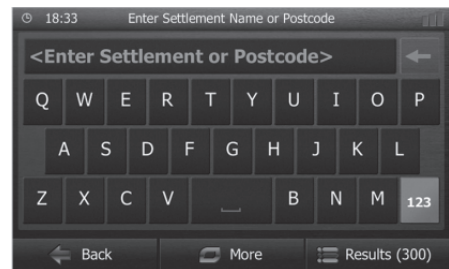 18:33 Enter Settlement Name or Postcode
<Enter Settlement or Postcode>
Q W E R T Y U I O P
A S D F G H J K L
Z X C V B N M 123
Back More Results (300)